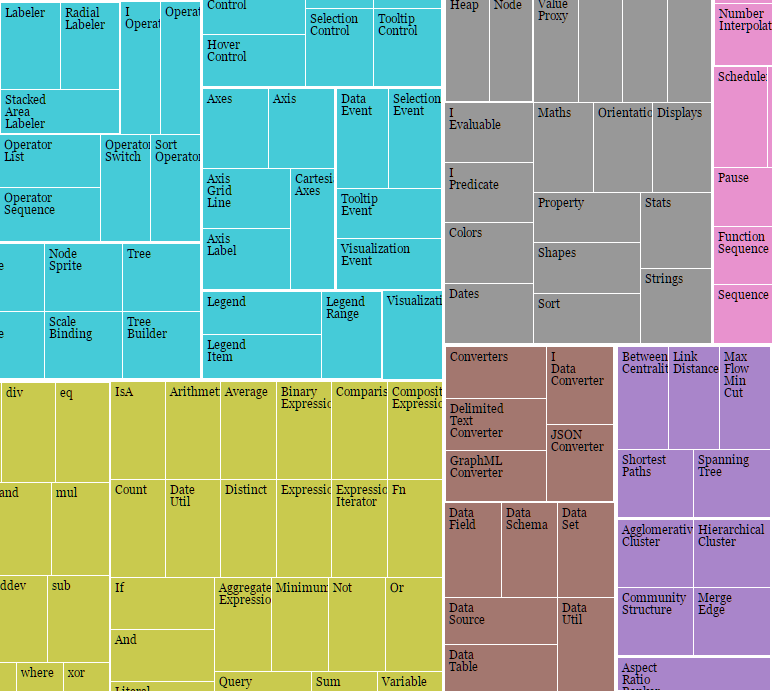 Labeler
Radial
Labeler
I
Operat
Operat
Stacked
Area
Labeler
Operator
List
Operator
Switch
Sort
Operator
Operator
Sequence
e
Node
Sprite
Tree
e
Scale
Binding
Tree
Builder
Control
Selection
Control
Tooltip
Control
Hover
Control
Axes
Axis
Data
Event
Selection
Event
Axis
Grid
Line
Cartesi
Axes
Tooltip
Event
Axis
Label
Visualization
Event
Legend
Legend
Range
Visualizati
Legend
Item
div
eq
and
mul
ddev
sub
where
xor
IsA
Arithmet
Average
Binary
Expressio
Comparis
Composit
Expressio
Count
Date
Util
Distinct
Expressio
Expressio
Iterator
Fn
If
Aggregate
Expressio
Minimum
Not
Or
And
Literal
Query
Sum
Variable
Heap
Node
Value
Proxy
I
Evaluable
Maths
Orientatio
Displays
I
Predicate
Property
Stats
Colors
Shapes
Dates
Sort
Strings
Number
Interpolat
Schedule
Pause
Function
Sequence
Sequence
Converters
I
Data
Converter
Delimited
Text
Converter
JSON
Converter
GraphML
Converter
Data
Field
Data
Schema
Data
Set
Data
Source
Data
Util
Data
Table
Between
Centralit
Link
Distance
Max
Flow
Min
Cut
Shortest
Paths
Spanning
Tree
Agglomerativ
Cluster
Hierarchical
Cluster
Community
Structure
Merge
Edge
Aspect
Ratio